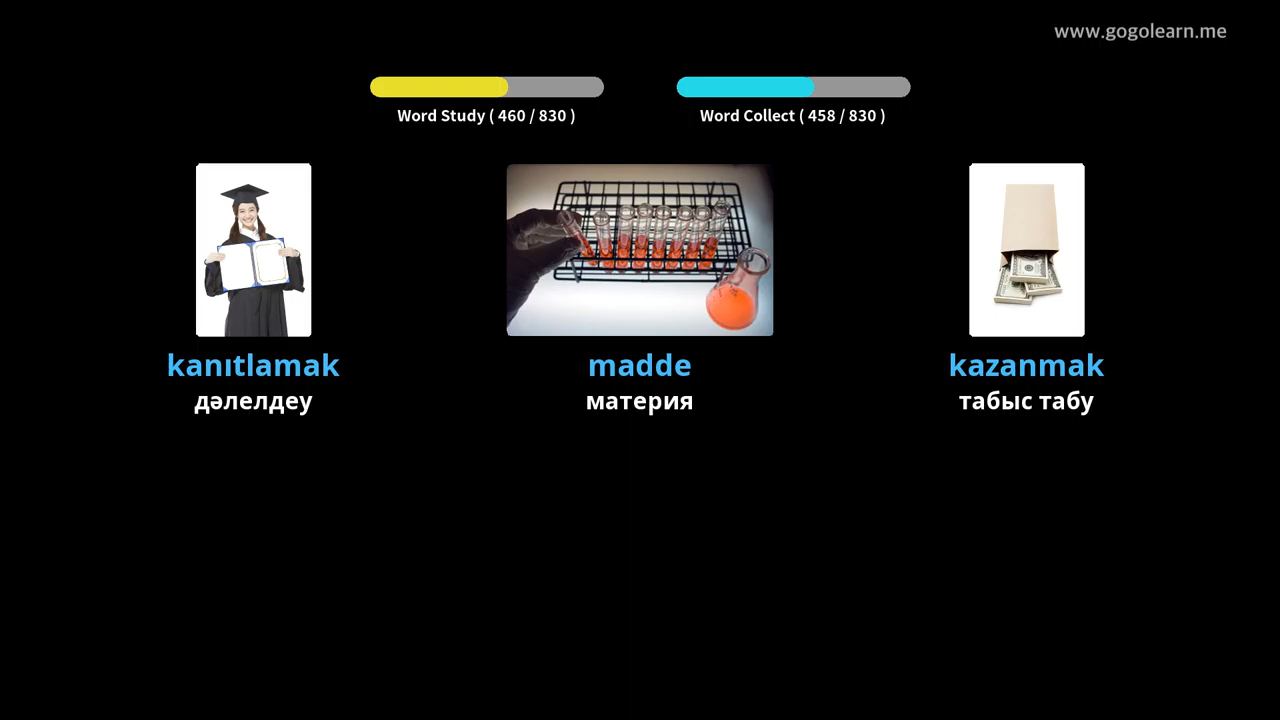 www.gogolearn.me
Word Study ( 460 / 830 )
Word Collect ( 458 / 830 )
kanıtlamak
дәлелдеу
madde
материя
kazanmak
табыс табу